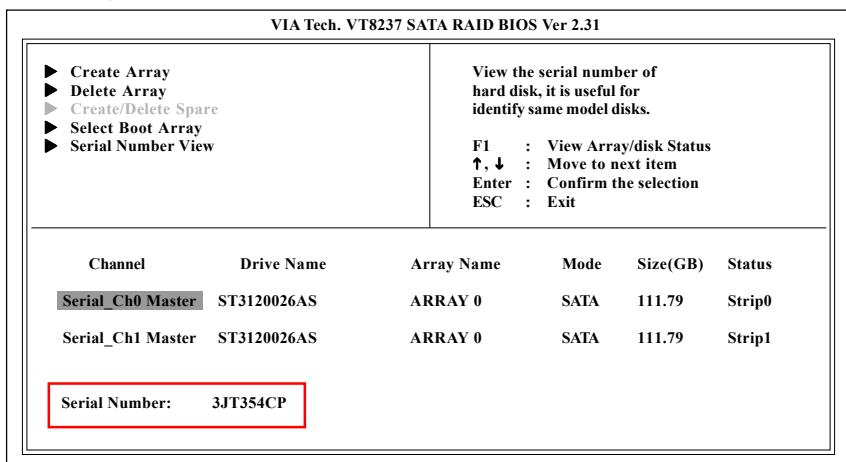 VIA Tech. VT8237 SATA RAID BIOS Ver 2.31
Create Array
Delete Array
Create/Delete Spare
Select Boot Array
Serial Number View
View the serial number of
hard disk, it is useful for
identify same model disks.
F1 : View Array/disk Status
↑, ↓ : Move to next item
Enter : Confirm the selection
ESC : Exit
Channel Drive Name Array Name Mode Size(GB) Status
Serial_Ch0 Master ST3120026AS ARRAY 0 SATA 111.79 Strip0
Serial_Ch1 Master ST3120026AS ARRAY 0 SATA 111.79 Strip1
Serial Number: 3JT354CP